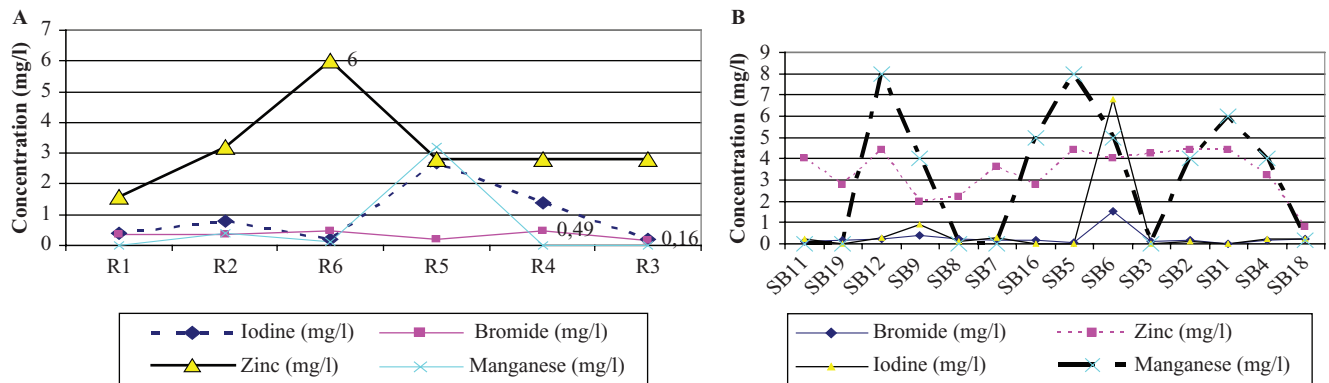 A
Concentration (mg/l)
7
6
5
4
3
2
1
0
6
0,49
0,16
R1 R2 R6 R5 R4 R3
Iodine (mg/l) Bromide (mg/l)
Zinc (mg/l) Manganese (mg/l)
B
Concentration (mg/l)
9
8
7
6
5
4
3
2
1
0
SB11 SB19 SB12 SB9 SB8 SB7 SB16 SB5 SB6 SB3 SB2 SB1 SB4 SB18
Bromide (mg/l) Zinc (mg/l)
Iodine (mg/l) Manganese (mg/l)